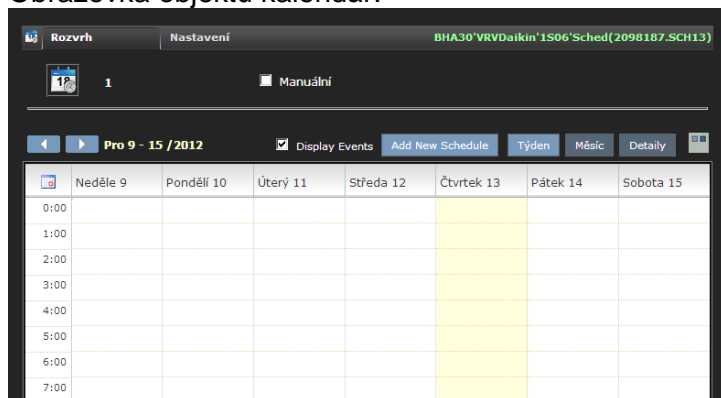 Obrazovka objektu kalendář:
Rozvrh Nastavení BHA30'VRVDaikin'1S06'Sched(2098187.SCH13)
18 1 Manuální
Pro 9 - 15 /2012 Display Events Add New Schedule Týden Měsíc Detaily
Neděle 9 Pondělí 10 Úterý 11 Středa 12 Čtvrtek 13 Pátek 14 Sobota 15
0:00
1:00
2:00
3:00
4:00
5:00
6:00
7:00